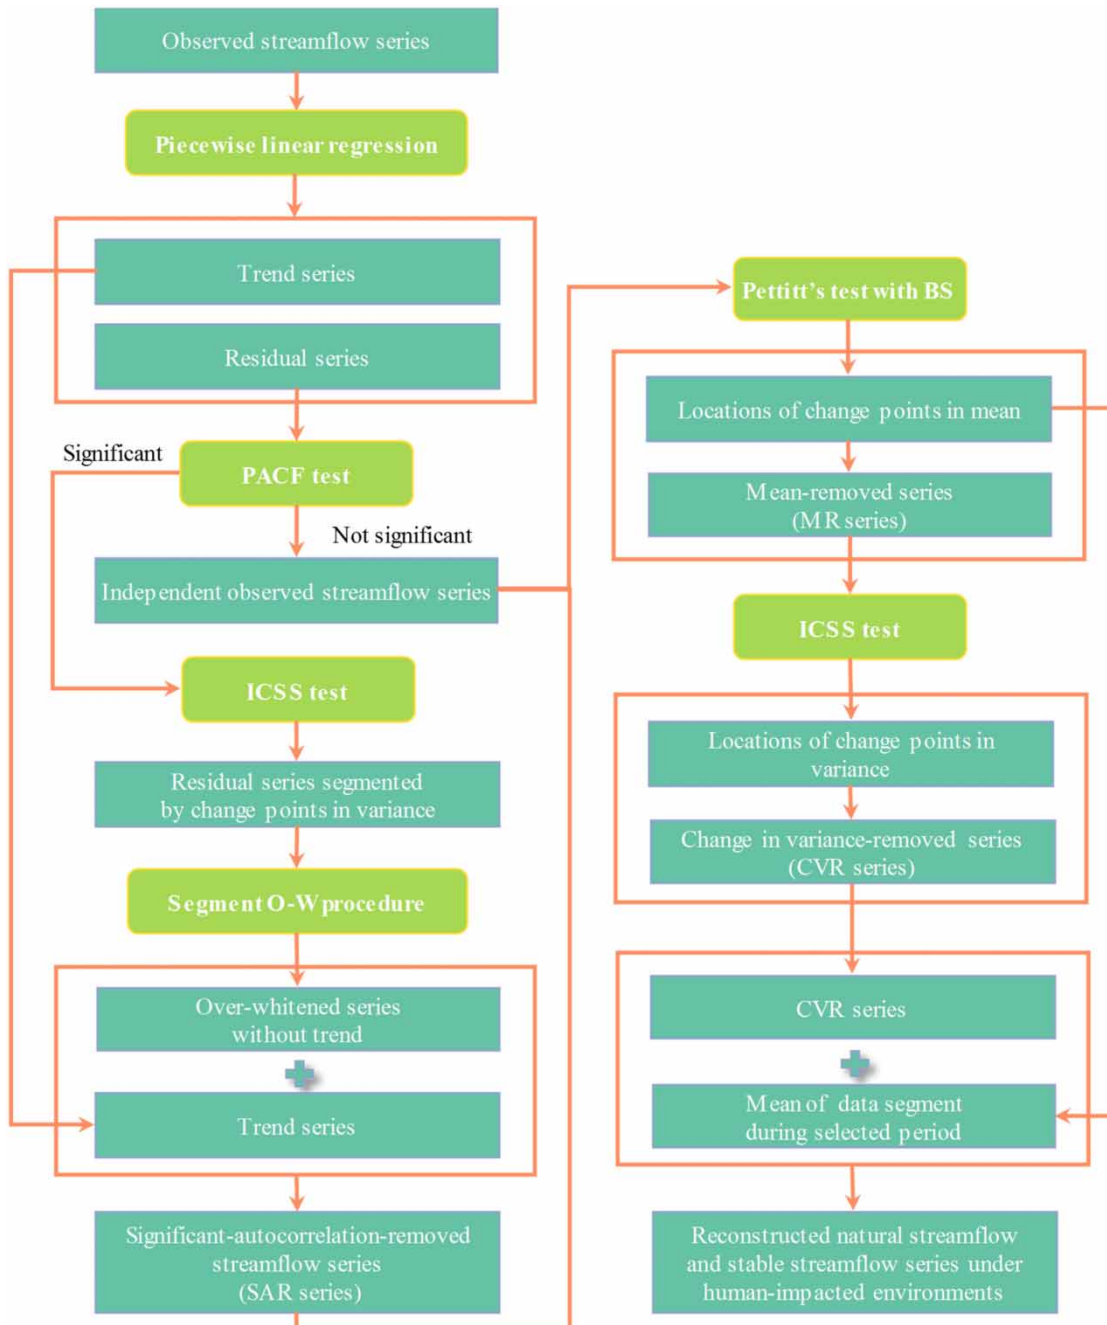 Observed streamflow series
Piecewise linear regression
Trend series
Residual series
Significant
PACF test
Not significant
Independent observed streamflow series
ICSS test
Residual series segmented
by change points in variance
Segment O-Wprocedure
Over-whitened series
without trend
Trend series
Significant-autocorrelation-removed
streamflow series
(SAR series)
Pettitt's test with BS
Locations of change points in mean
Mean-removed series
(MR series)
ICSS test
Locations of change points in
variance
Change in variance-removed series
(CVR series)
CVR series
Mean of data segment
during selected period
Reconstructed natural streamflow
and stable streamflow series under
human-impacted environments